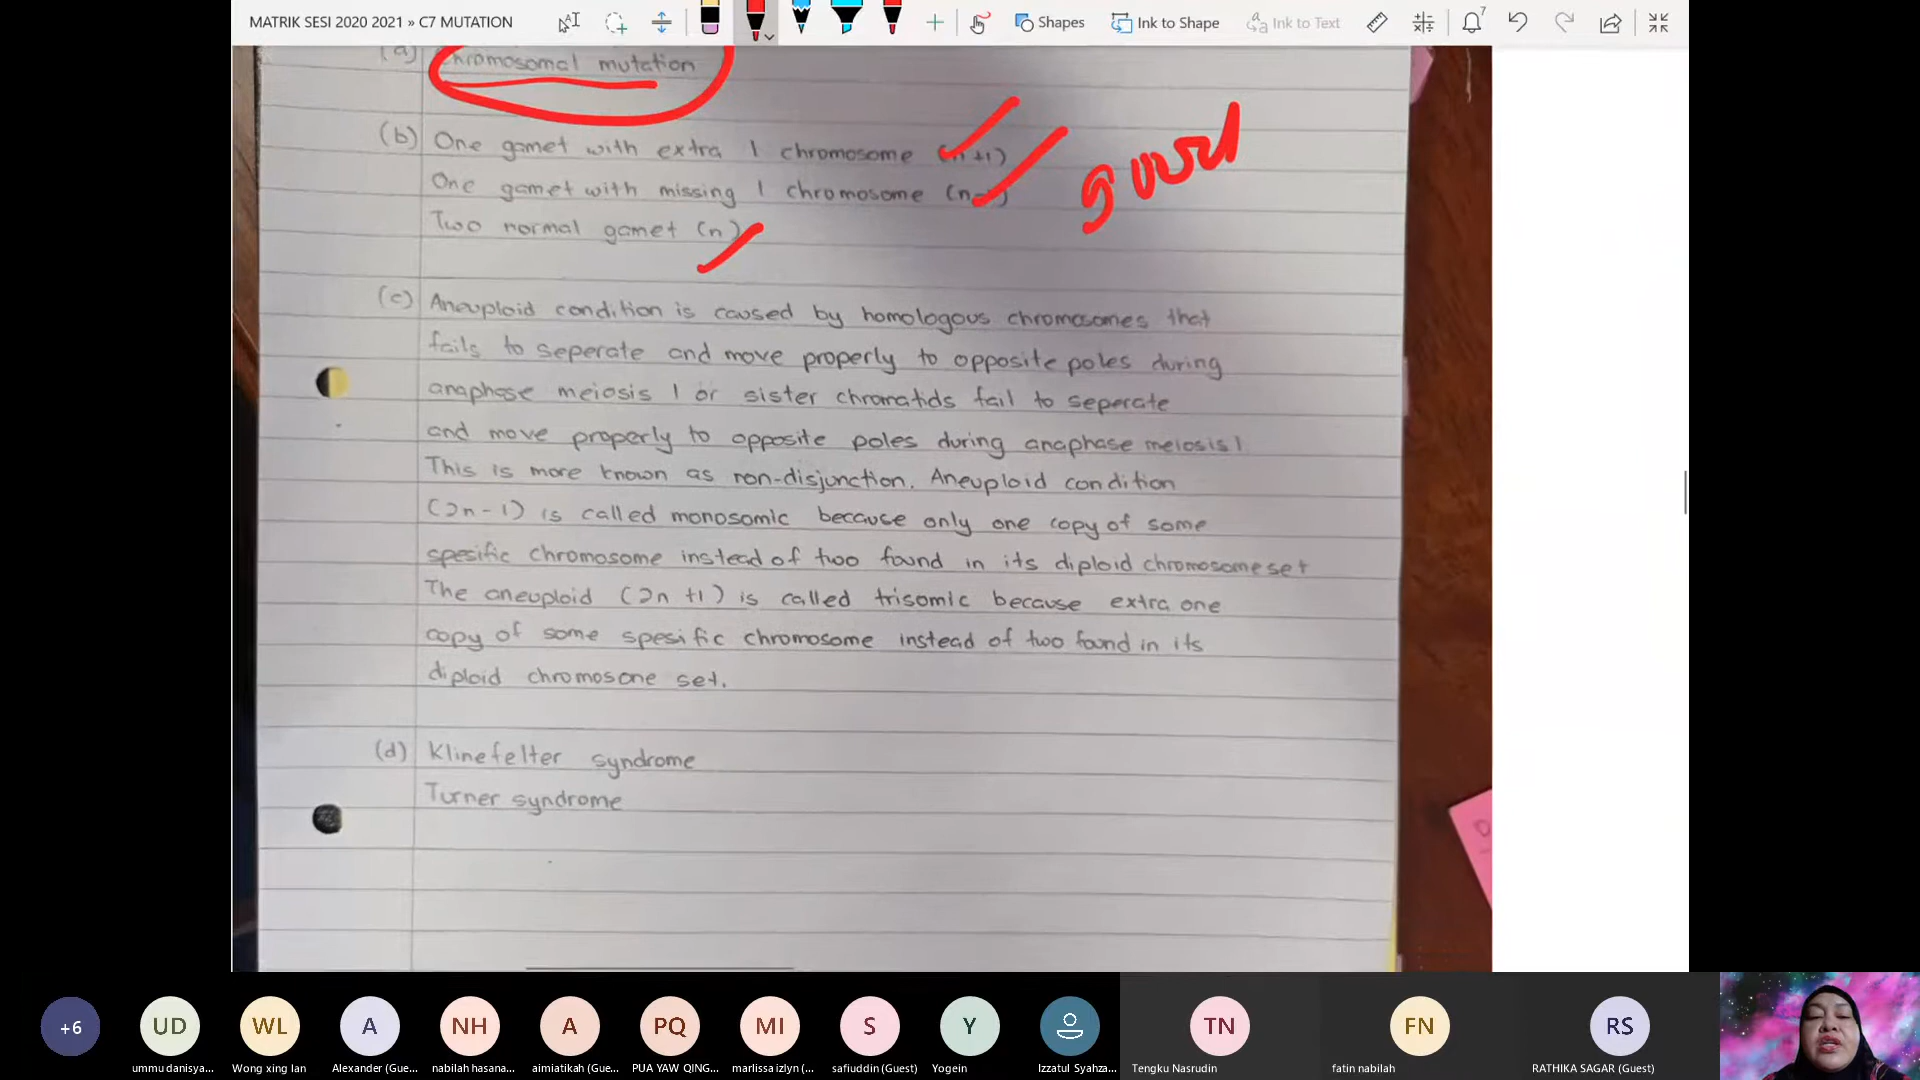 MATRIK SESI 2020 2021 » C7 MUTATION
Shapes
Ink to Shape
Ink to Text
7
(a) chromosomal mutation
(b) One gamet with extra 1 chromosome (n+1)
One gamet with missing 1 chromosome
Two normal gamet (n)
good
(c) Aneuploid condition is caused by homologous chromosomes that
fails to seperate and move properly to opposite poles during
anaphase meiosis 1 or sister chromatids fail to seperate
and move properly to opposite poles during anaphase meiosis 1
This is more known as non-disjunction. Aneuploid condition
(2n-1) is called monosomic because only one copy of some
spesific chromosome instead of two found in its diploid chromosome set
The aneuploid (2n+1) is called trisomic because extra one
copy of some spesific chromosome instead of two found in its
diploid chromosone set.
(d) Klinefelter syndrome
Turner syndrome
+6
UD
WL
A
NH
A
PQ
MI
S
Y
TN
FN
RS
ummu danisya...
Wong xing lan
Alexander (Gue...
nabilah hasana...
aimiatikah (Gue...
PUA YAW QING...
marlissa izlyn (...
safiuddin (Guest)
Yogein
Izzatul Syahza...
Tengku Nasrudin
fatin nabilah
RATHIKA SAGAR (Guest)